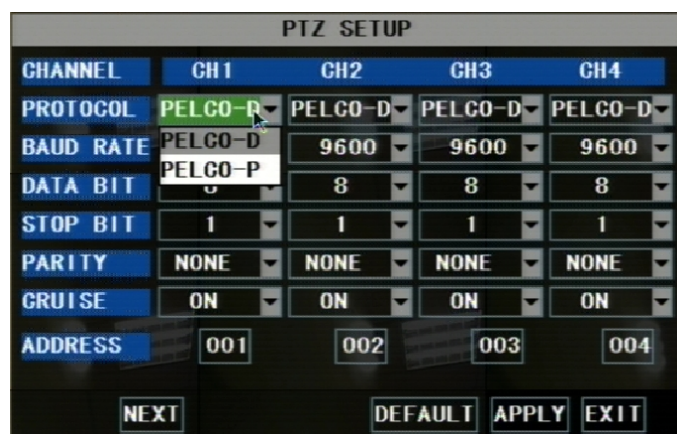 PTZ SETUP
CHANNEL CH1 CH2 CH3 CH4
PROTOCOL PELCO-D PELCO-D PELCO-D PELCO-D
BAUD RATE PELCO-D 9600 9600 9600
PELCO-P
DATA BIT 8 8 8
STOP BIT 1 1 1 1
PARITY NONE NONE NONE NONE
CRUISE ON ON ON ON
ADDRESS 001 002 003 004
NEXT DEFAULT APPLY EXIT